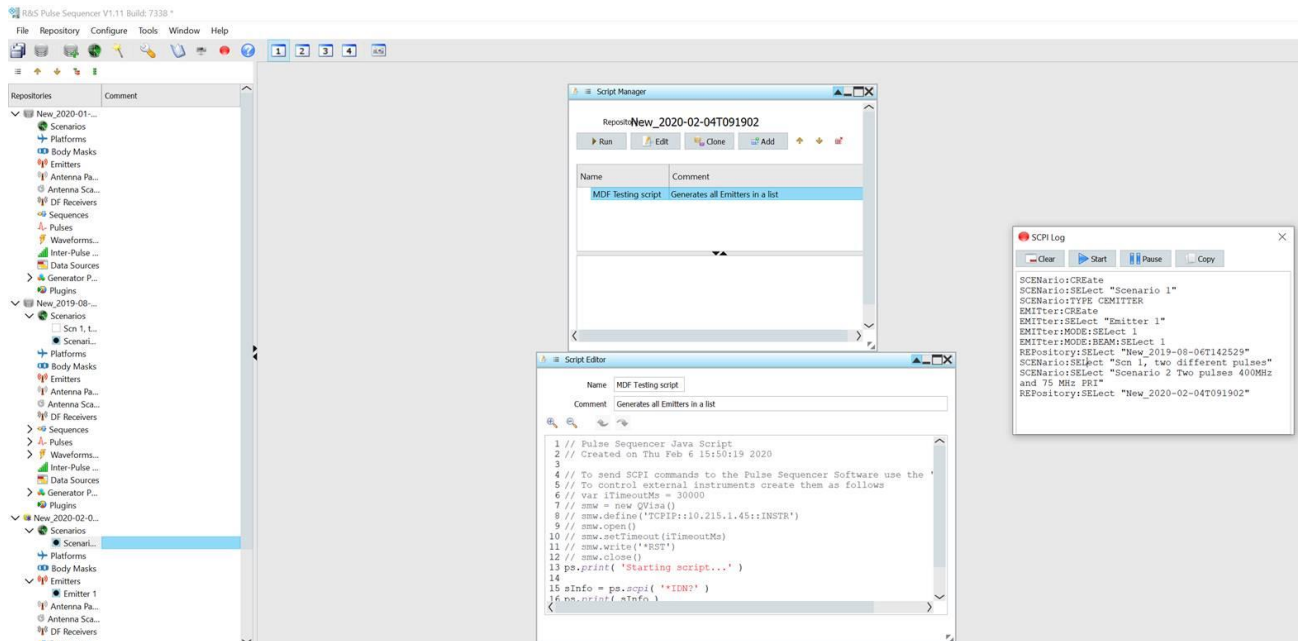 R&S Pulse Sequencer V1.11 Build: 7338 *
File Repository Configure Tools Window Help
1 2 3 4
Repositories Comment
New_2020-01-...
Scenarios
Platforms
Body Masks
Emitters
Antenna Pa...
Antenna Sca...
DF Receivers
Sequences
Pulses
Waveforms...
Inter-Pulse ...
Data Sources
Generator P...
Plugins
New_2019-08-...
Scenarios
Scn 1, t...
Scenari...
Platforms
Body Masks
Emitters
Antenna Pa...
Antenna Sca...
DF Receivers
Sequences
Pulses
Waveforms...
Inter-Pulse ...
Data Sources
Generator P...
Plugins
New_2020-02-0...
Scenarios
Scenari...
Platforms
Body Masks
Emitters
Emitter 1
Antenna Pa...
Antenna Sca...
DF Receivers
Script Manager
New_2020-02-04T091902
Run Edit Clone Add
Name Comment
MDF Testing script Generates all Emitters in a list
Script Editor
Name MDF Testing script
Comment Generates all Emitters in a list
1 // Pulse Sequencer Java Script
2 // Created on Thu Feb 6 15:50:19 2020
3
4 // To send SCPI commands to the Pulse Sequencer Software use the '
5 // To control external instruments create them as follows
6 // var iTimeoutMs = 30000
7 // smw = new QVisa()
8 // smw.define('TCPIP::10.215.1.45::INSTR')
9 // smw.open()
10 // smw.setTimeout(iTimeoutMs)
11 // smw.write('*RST')
12 // smw.close()
13 ps.print( 'Starting script...' )
14
15 sInfo = ps.scpi( '*IDN?' )
16 ps.print( sInfo )
SCPI Log
Clear Start Pause Copy
SCENario:CREate
SCENario:SELect "Scenario 1"
SCENario:TYPE CEMITTER
EMITter:CREate
EMITter:SELect "Emitter 1"
EMITter:MODE:SELect 1
EMITter:MODE:BEAM:SELect 1
REPository:SELect "New_2019-08-06T142529"
SCENario:SELect "Scn 1, two different pulses"
SCENario:SELect "Scenario 2 Two pulses 400MHz
and 75 MHz PRI"
REPository:SELect "New_2020-02-04T091902"